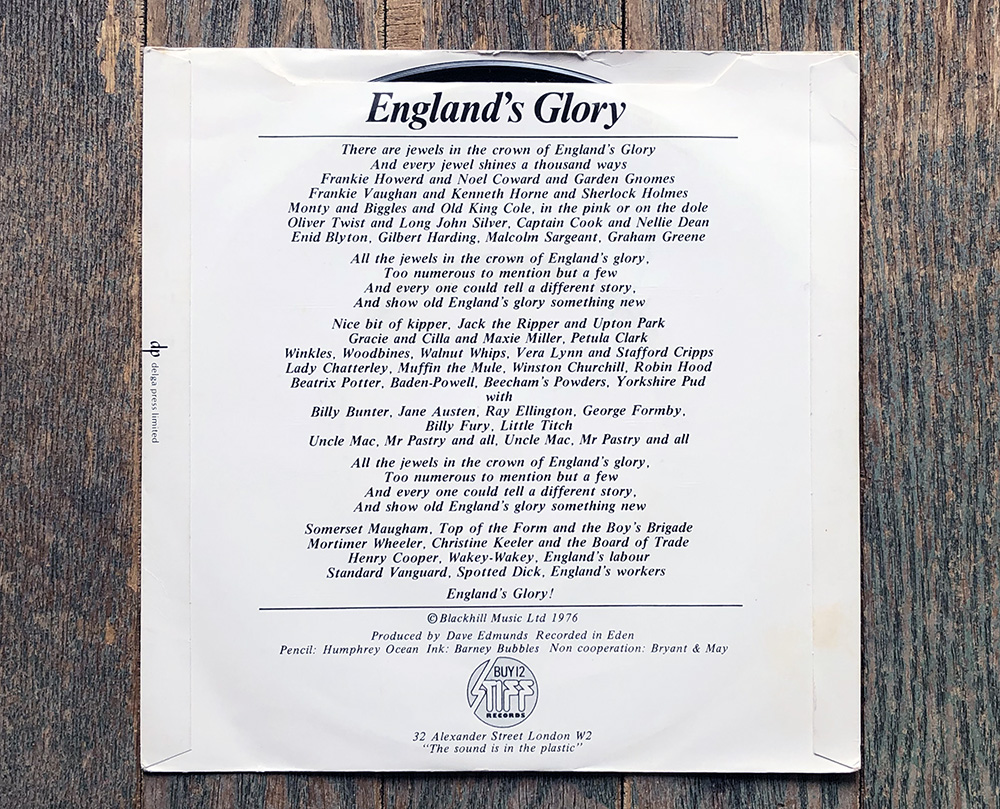 England's Glory
There are jewels in the crown of England's Glory
And every jewel shines a thousand ways
Frankie Howerd and Noel Coward and Garden Gnomes
Frankie Vaughan and Kenneth Horne and Sherlock Holmes
Monty and Biggles and Old King Cole, in the pink or on the dole
Oliver Twist and Long John Silver, Captain Cook and Nellie Dean
Enid Blyton, Gilbert Harding, Malcolm Sargeant, Graham Greene
All the jewels in the crown of England's glory,
Too numerous to mention but a few
And every one could tell a different story,
And show old England's glory something new
Nice bit of kipper, Jack the Ripper and Upton Park
Gracie and Cilla and Maxie Miller, Petula Clark
Winkles, Woodbines, Walnut Whips, Vera Lynn and Stafford Cripps
Lady Chatterley, Muffin the Mule, Winston Churchill, Robin Hood
Beatrix Potter, Baden-Powell, Beecham's Powders, Yorkshire Pud
with
Billy Bunter, Jane Austen, Ray Ellington, George Formby,
Billy Fury, Little Titch
Uncle Mac, Mr Pastry and all, Uncle Mac, Mr Pastry and all
All the jewels in the crown of England's glory,
Too numerous to mention but a few
And every one could tell a different story,
And show old England's glory something new
Somerset Maugham, Top of the Form and the Boy's Brigade
Mortimer Wheeler, Christine Keeler and the Board of Trade
Henry Cooper, Wakey-Wakey, England's labour
Standard Vanguard, Spotted Dick, England's workers
England's Glory!
© Blackhill Music Ltd 1976
Produced by Dave Edmunds Recorded in Eden
Pencil: Humphrey Ocean Ink: Barney Bubbles Non cooperation: Bryant & May
BUY12
STIFF
RECORDS
32 Alexander Street London W2
"The sound is in the plastic"
dp delga press limited